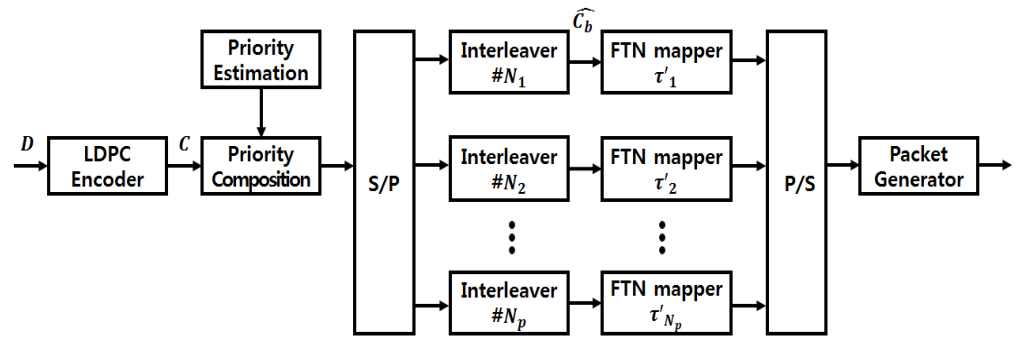 Priority
Estimation
D
LDPC
Encoder
C
Priority
Composition
S/P
Interleaver
#N₁
Ĉ_b
FTN mapper
τ′₁
Interleaver
#N₂
FTN mapper
τ′₂
Interleaver
#Nₚ
FTN mapper
τ′_{Nₚ}
P/S
Packet
Generator